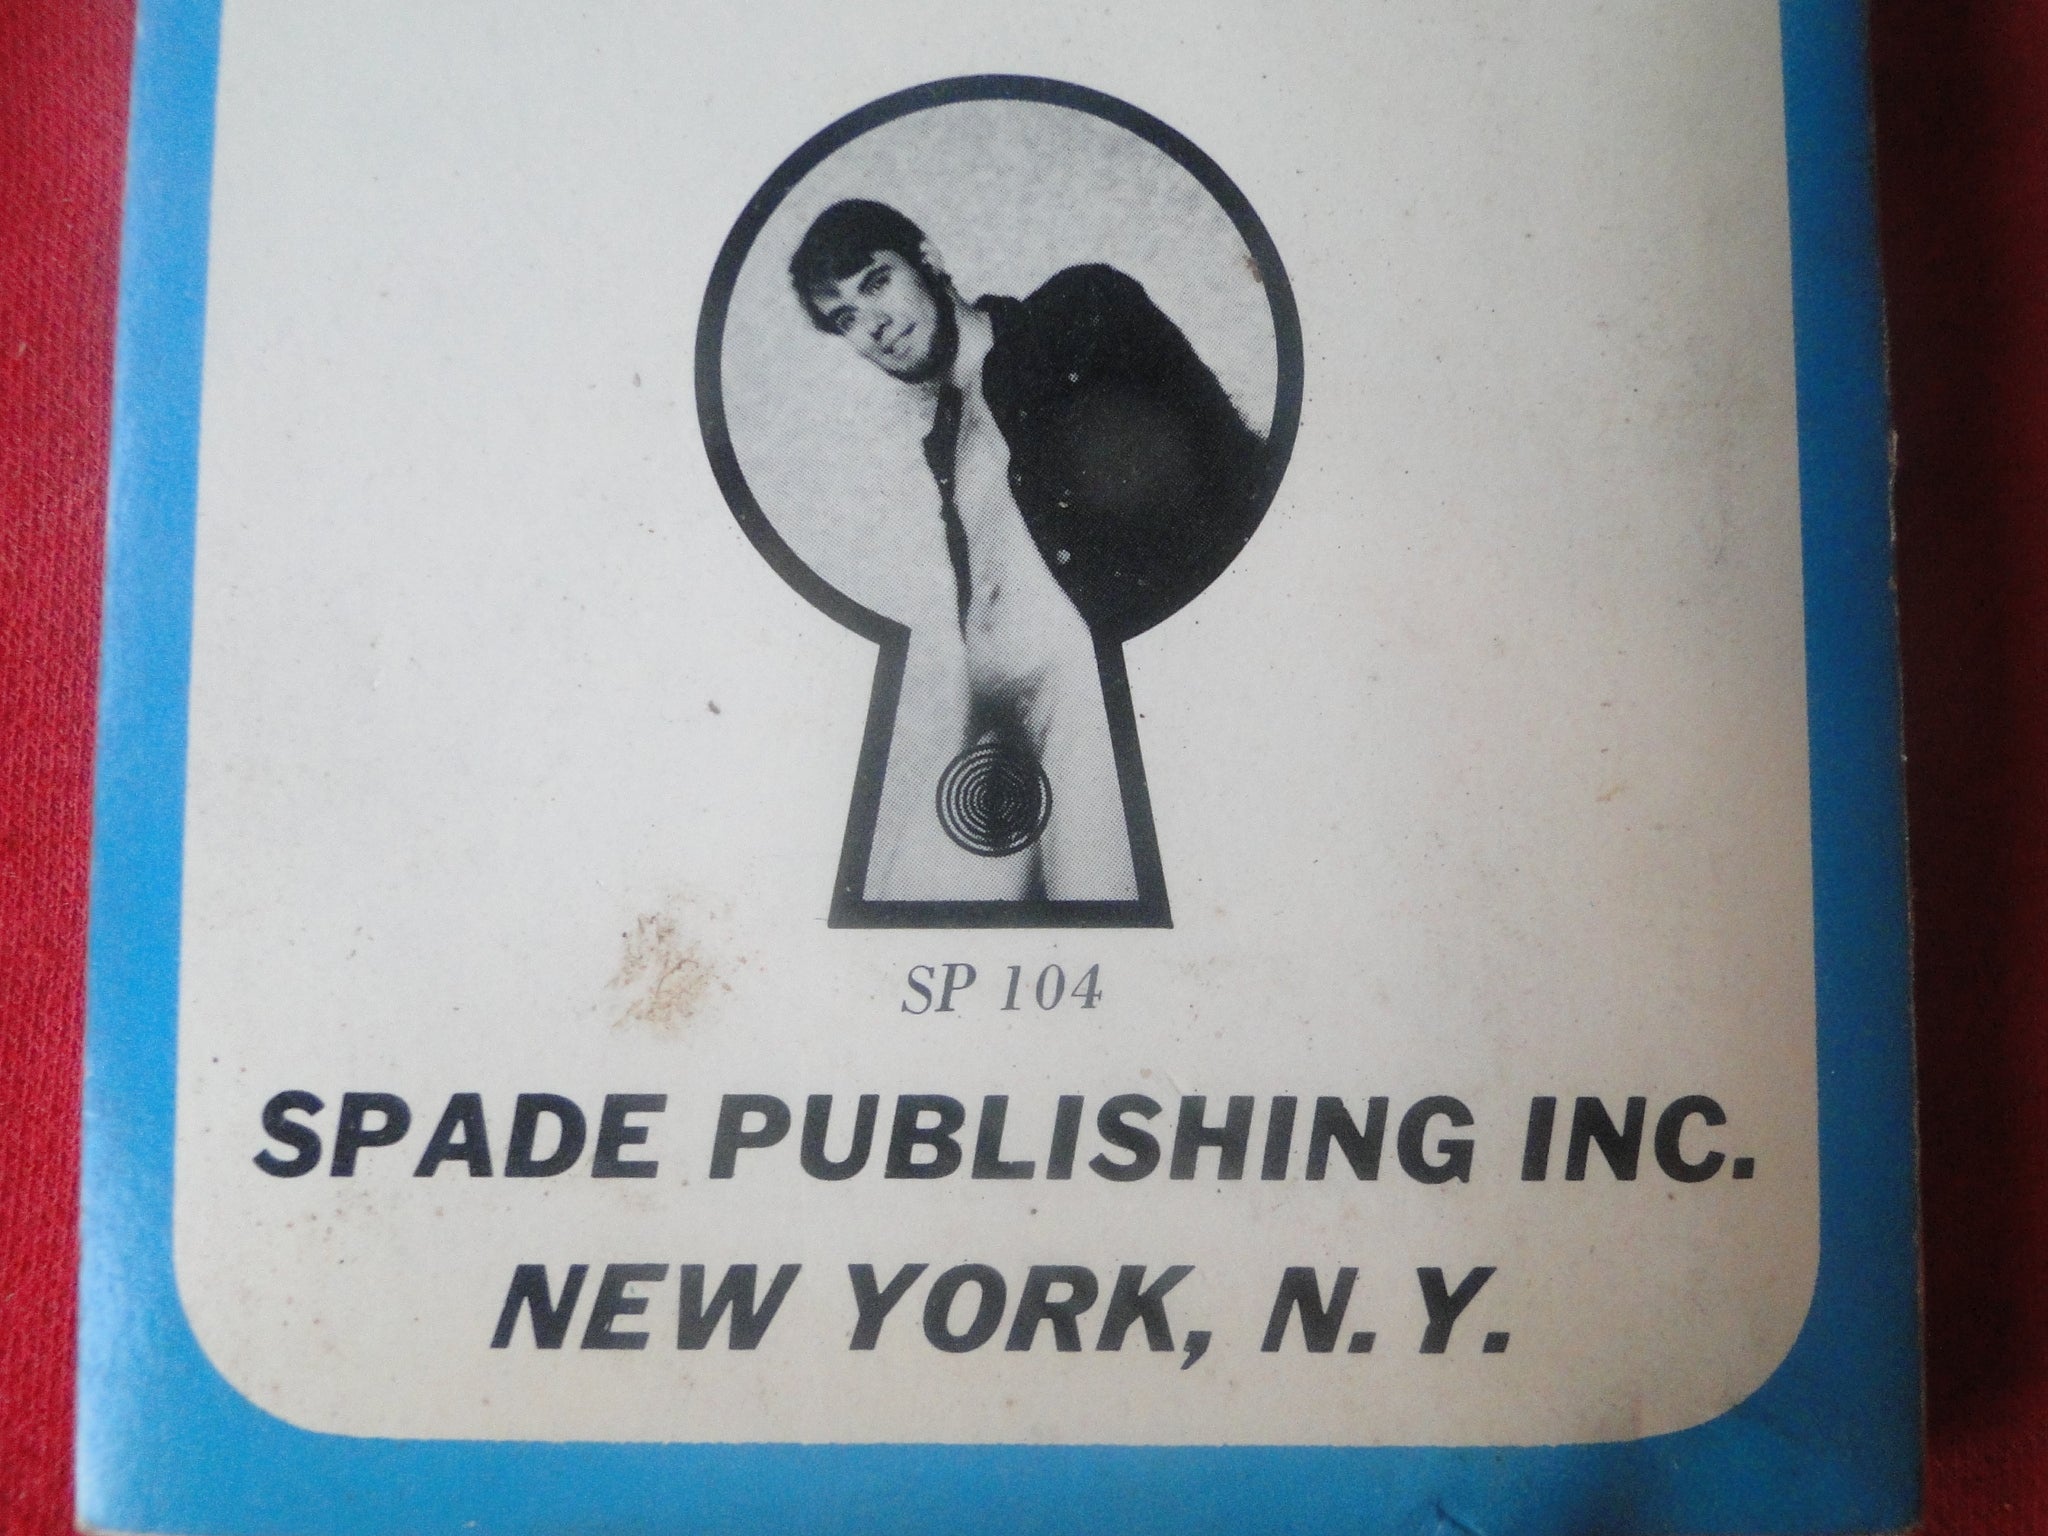 SP 104
SPADE PUBLISHING INC.
NEW YORK, N. Y.